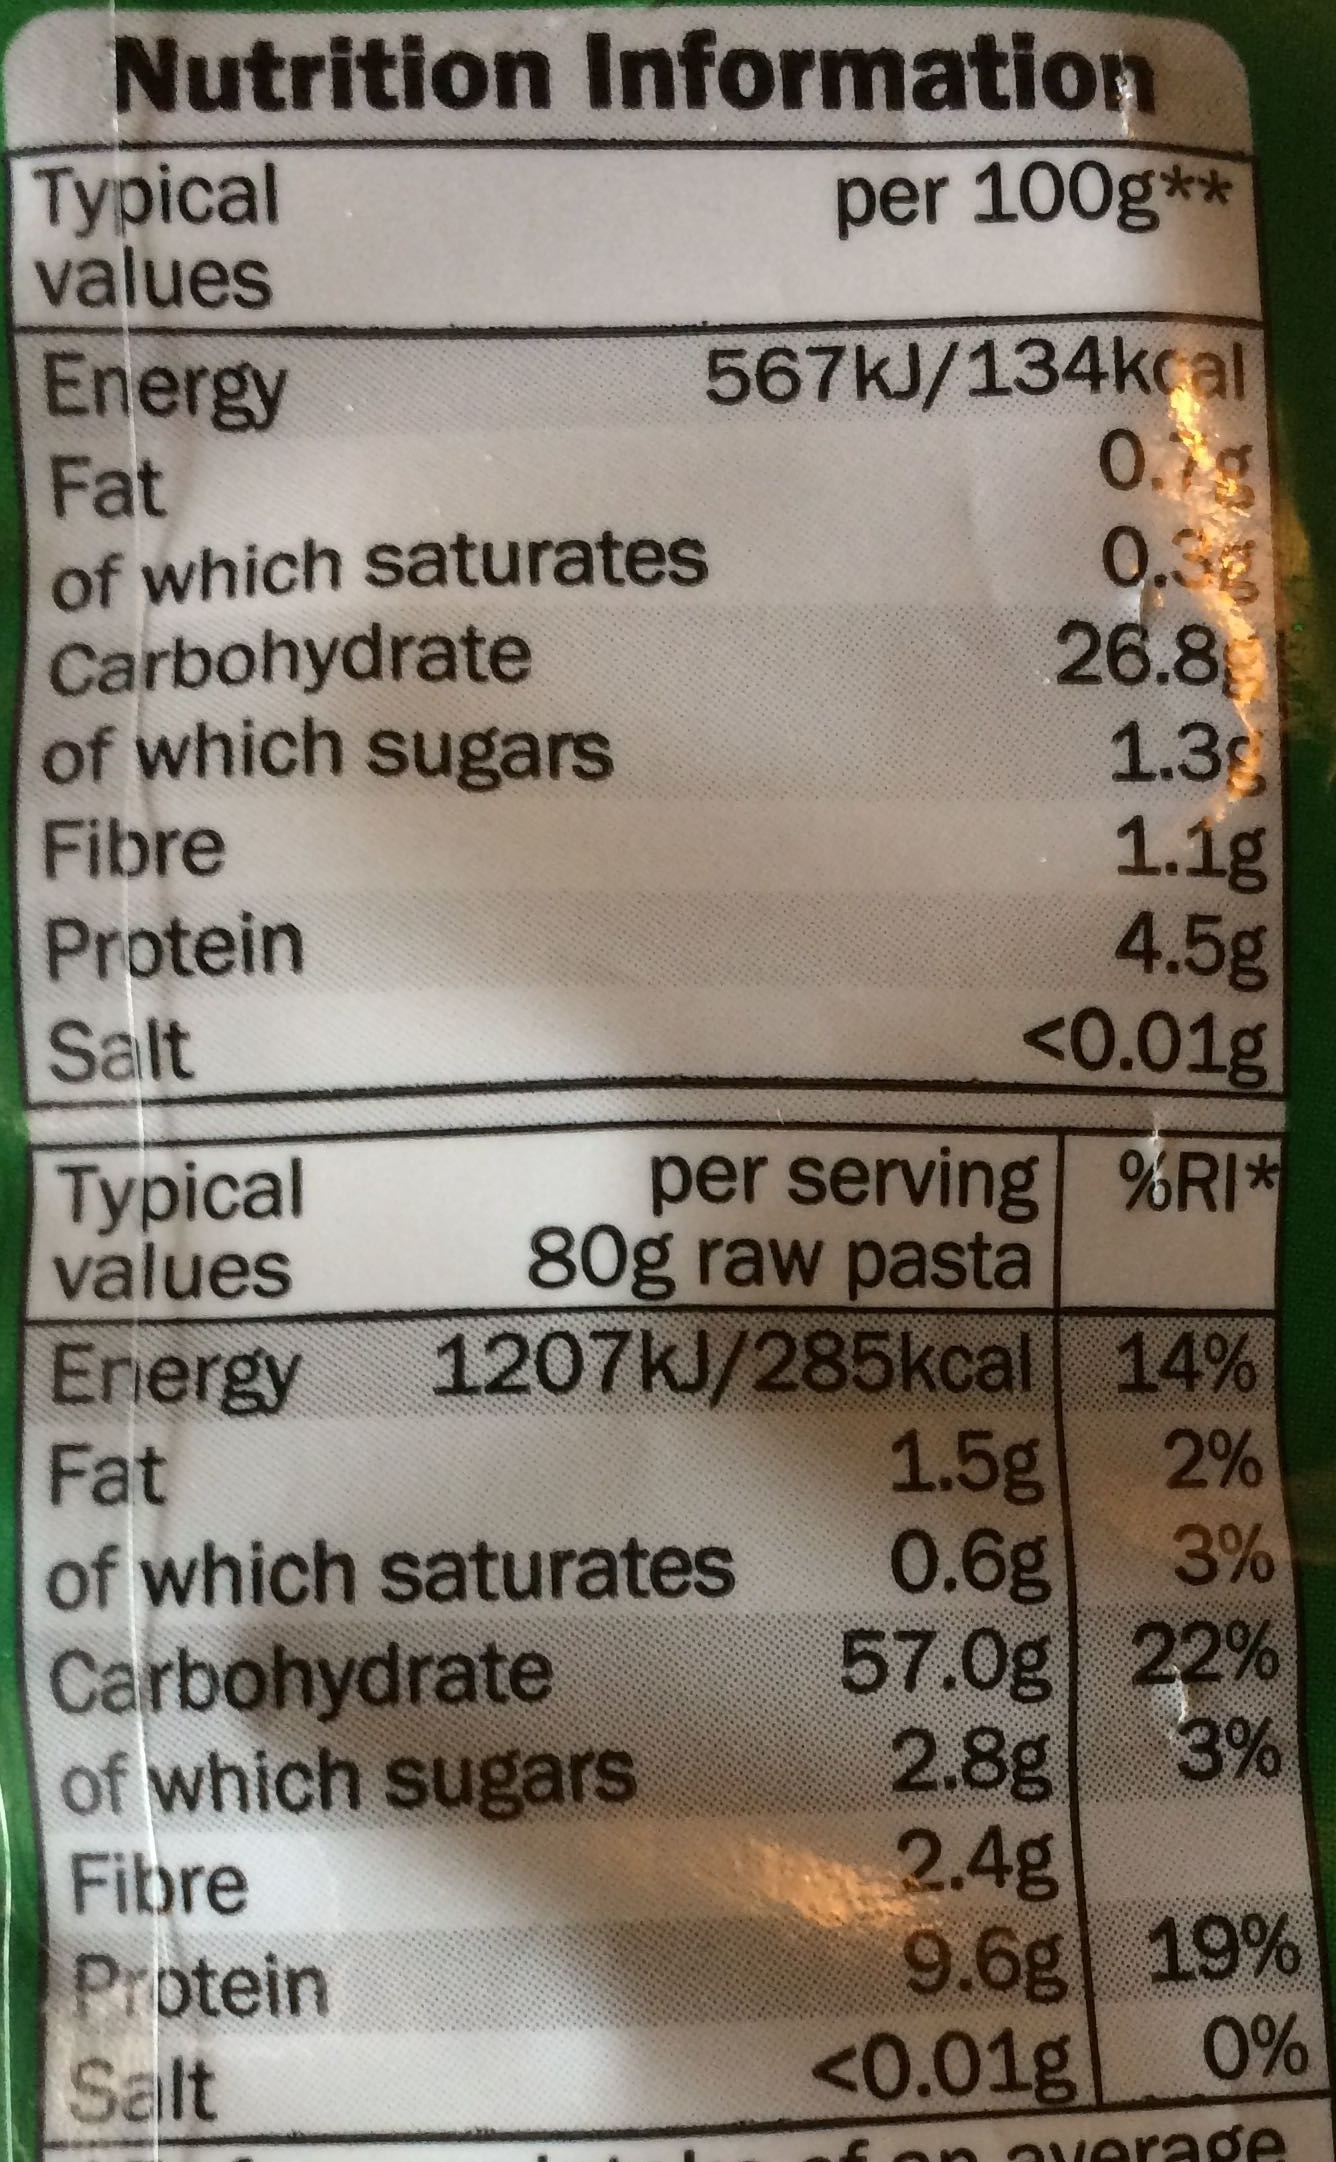 Nutrition Information
Typical values per 100g**
Energy 567kJ/134kcal
Fat 0.7g
of which saturates 0.3g
Carbohydrate 26.8g
of which sugars 1.3g
Fibre 1.1g
Protein 4.5g
Salt <0.01g
Typical per serving %RI*
values 80g raw pasta
Energy 1207kJ/285kcal 14%
Fat 1.5g 2%
of which saturates 0.6g 3%
Carbohydrate 57.0g 22%
of which sugars 2.8g 3%
Fibre 2.4g
Protein 9.6g 19%
Salt <0.01g 0%
of an average